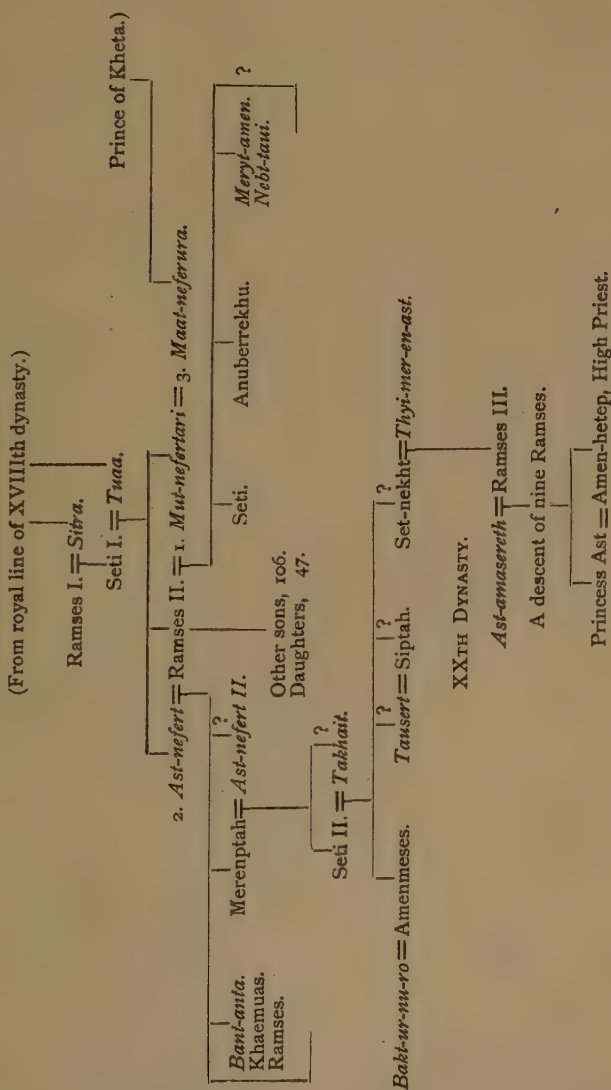 (From royal line of XVIIIth dynasty.)
Prince of Kheta.)
Ramses I. = Sitra.
Seti I. = Tuaa.
2. Ast-nefert = Ramses II. = 1. Mut-nefertari = 3. Maat-neferura.
Bant-anta.
Khaemuas.
Ramses.
Merenptah = Ast-nefert II.
?
Other sons, 106.
Daughters, 47.
Seti.
Anuberrekhu.
Meryt-amen.
Nebt-taui.
?
Seti II. = Takhait.
?
Bakt-ur-nu-ro = Amenmeses.
Tausert = Siptah.
?
?
Set-nekht = Thyi-mer-en-ast.
?
XXTH DYNASTY.
Ast-amasereth = Ramses III.
A descent of nine Ramses.
Princess Ast = Amen-hetep, High Priest.